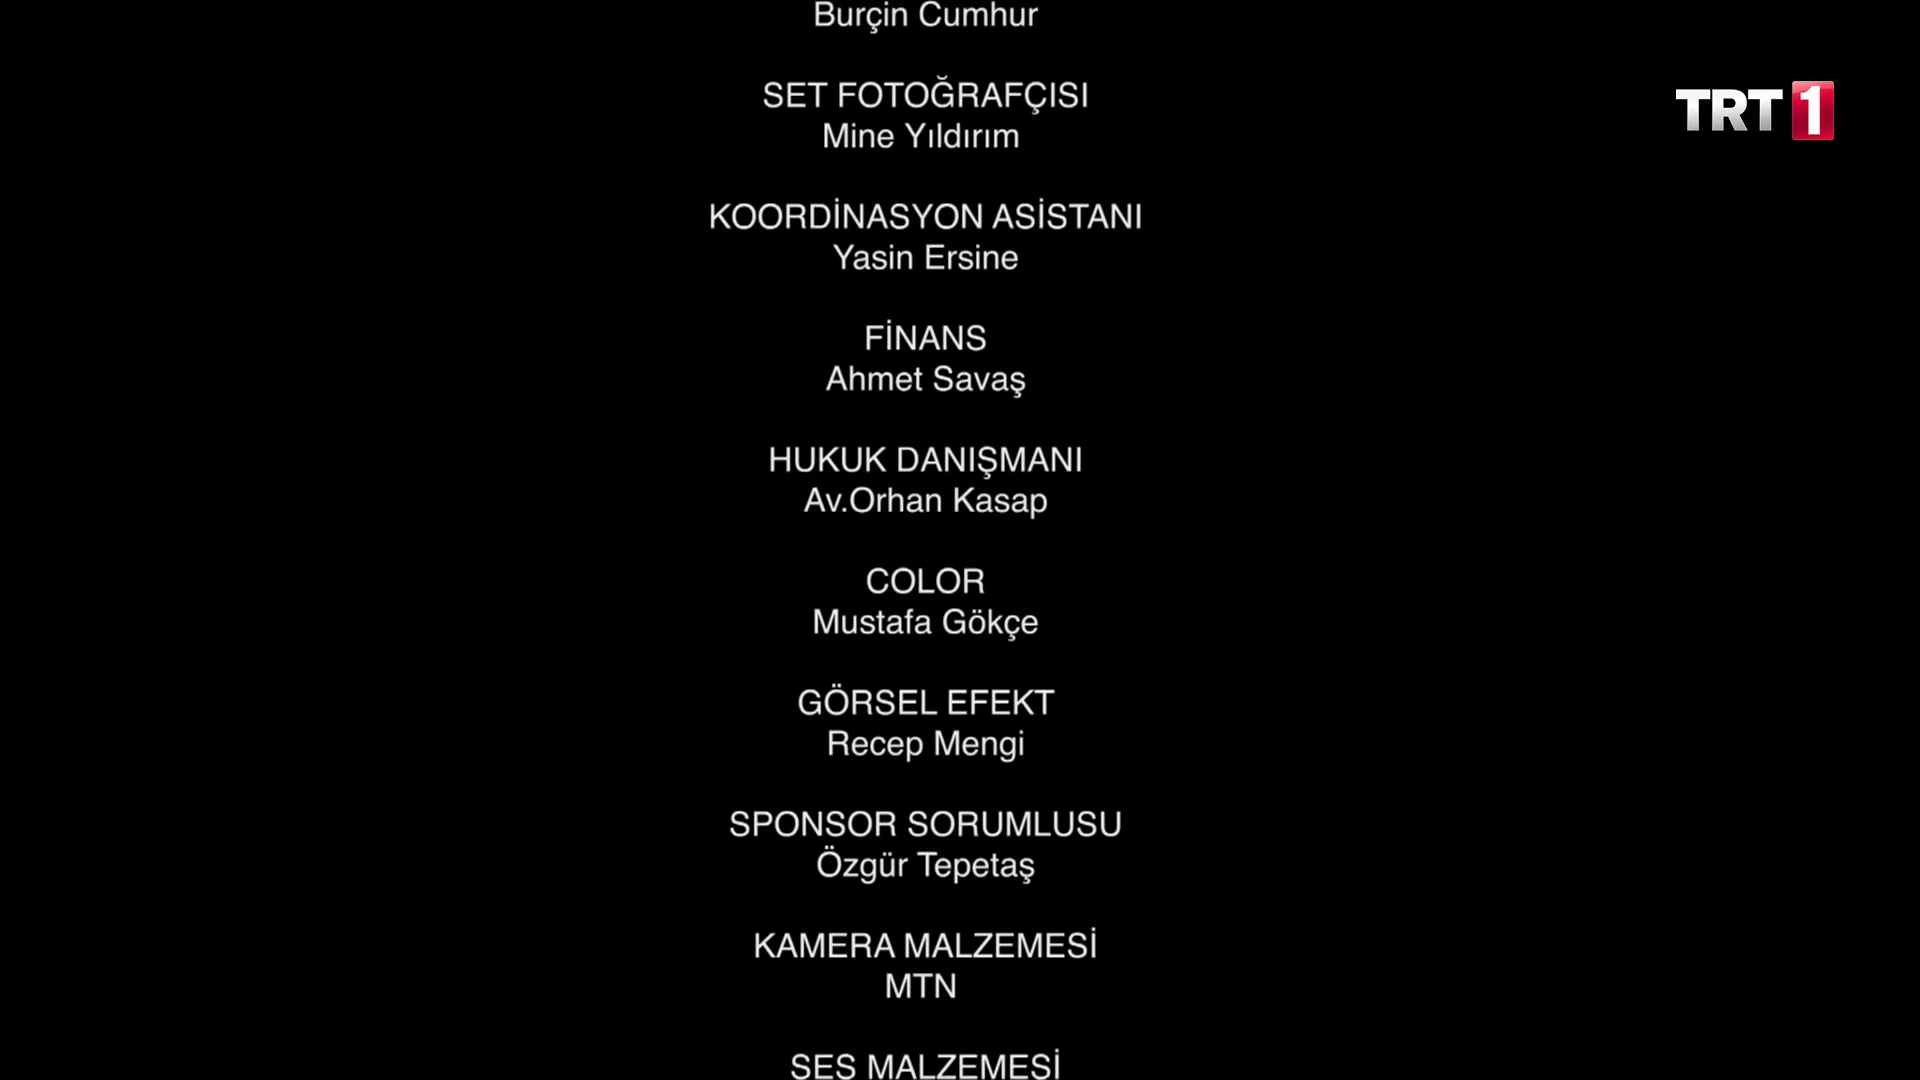 Burçin Cumhur
TRT 1
SET FOTOĞRAFÇISI
Mine Yıldırım
KOORDİNASYON ASİSTANI
Yasin Ersine
FİNANS
Ahmet Savaş
HUKUK DANIŞMANI
Av.Orhan Kasap
COLOR
Mustafa Gökçe
GÖRSEL EFEKT
Recep Mengi
SPONSOR SORUMLUSU
Özgür Tepetaş
KAMERA MALZEMESİ
MTN
SES MALZEMESİ